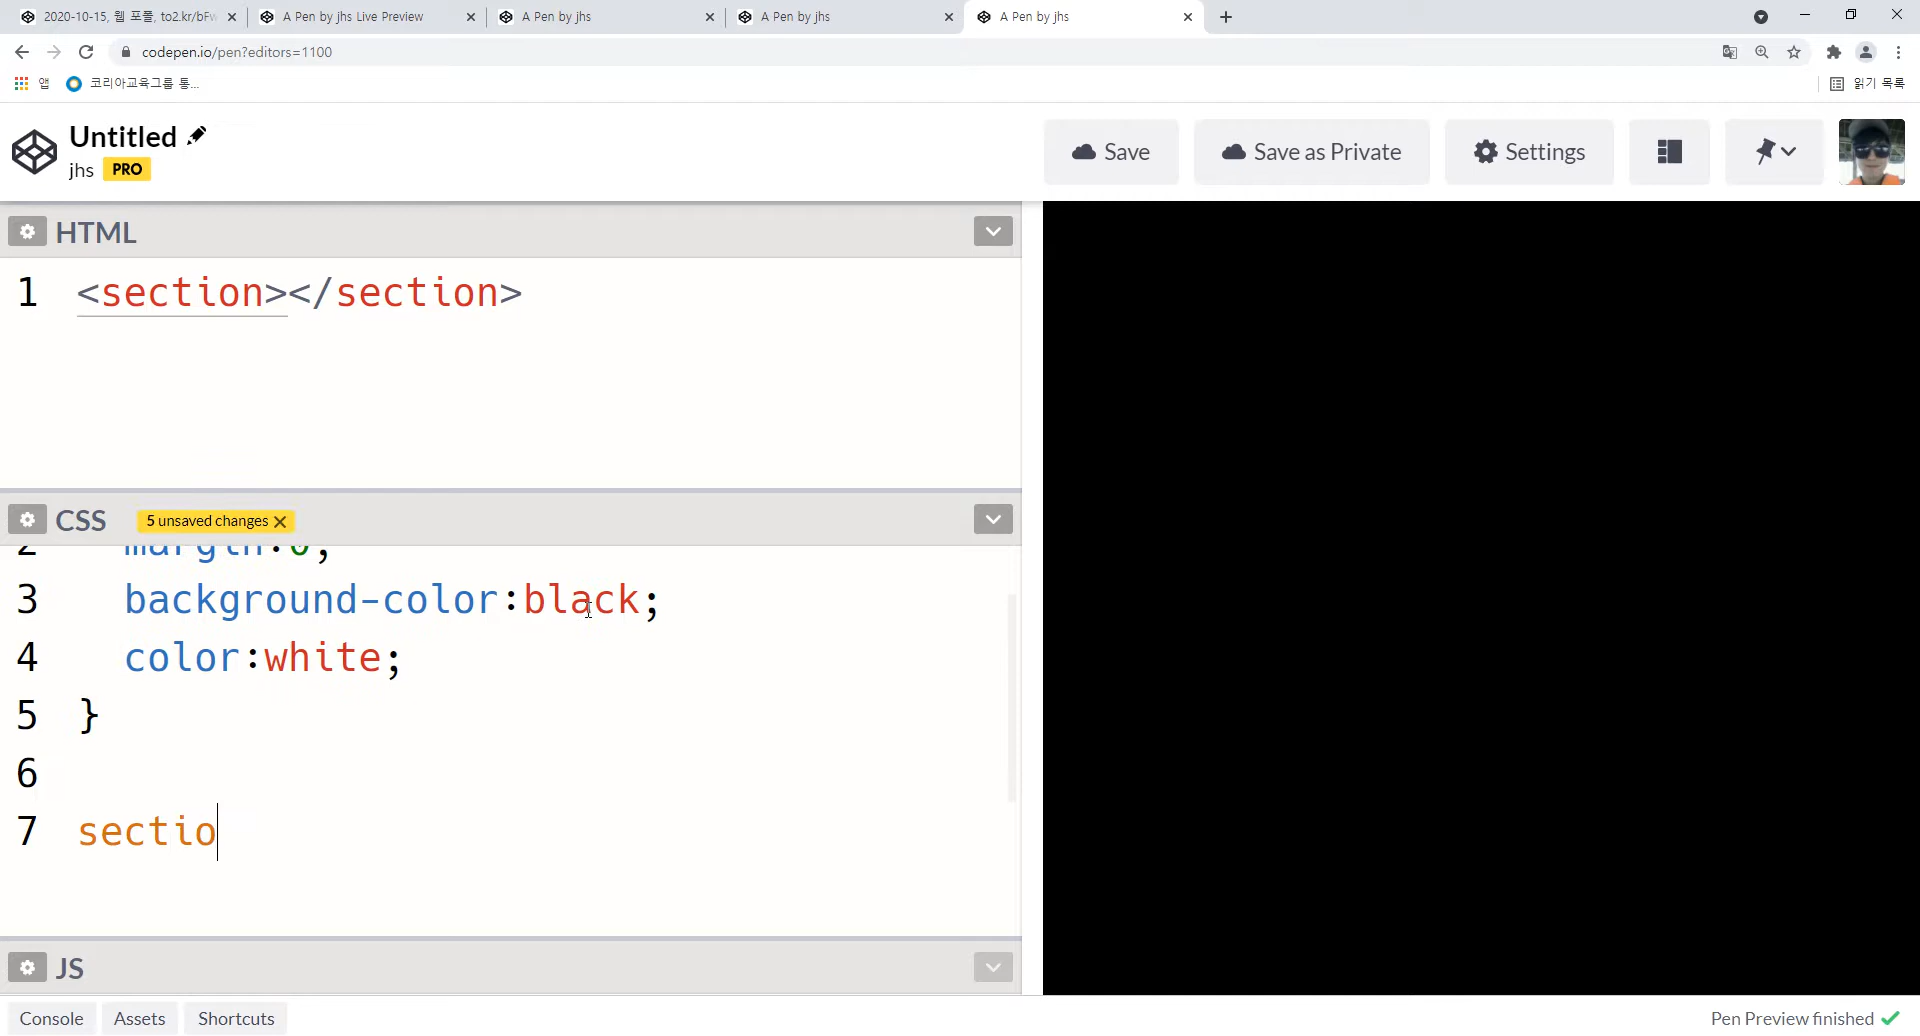 2020-10-15, 웹 포폴, to2.kr/bFw
A Pen by jhs Live Preview
A Pen by jhs
A Pen by jhs
A Pen by jhs
codepen.io/pen?editors=1100
앱
코리아교육그룹 통...
읽기 목록
Untitled
jhs PRO
Save
Save as Private
Settings
HTML
1 <section></section>
CSS
5 unsaved changes
2 margin:0;
3 background-color:black;
4 color:white;
5 }
6
7 sectio
JS
Console
Assets
Shortcuts
Pen Preview finished